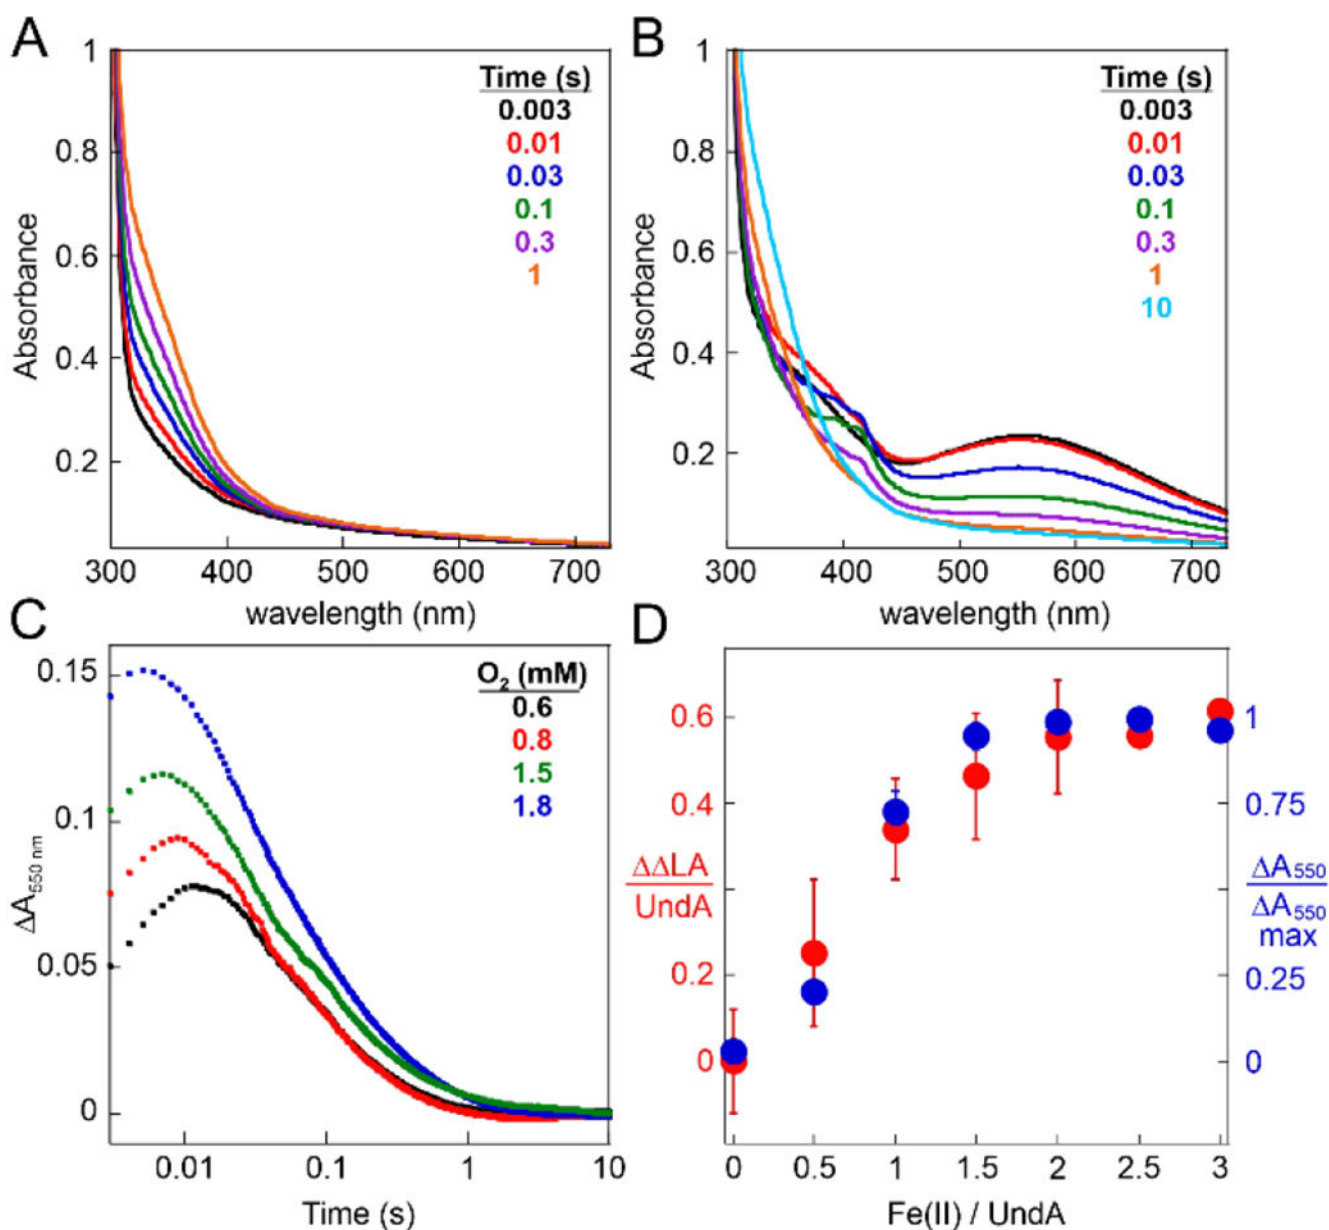 A
1
0.8
0.6
0.4
0.2
Absorbance
Time (s)
0.003
0.01
0.03
0.1
0.3
1
300 400 500 600 700
wavelength (nm)
B
1
0.8
0.6
0.4
0.2
Absorbance
Time (s)
0.003
0.01
0.03
0.1
0.3
1
10
300 400 500 600 700
wavelength (nm)
C
0.15
0.1
0.05
0
ΔA550 nm
O2 (mM)
0.6
0.8
1.5
1.8
0.01 0.1 1 10
Time (s)
D
0.6
0.4
0.2
0
ΔΔLA
UndA
1
0.75
0.25
0
ΔA550
ΔA550
max
0 0.5 1 1.5 2 2.5 3
Fe(II) / UndA